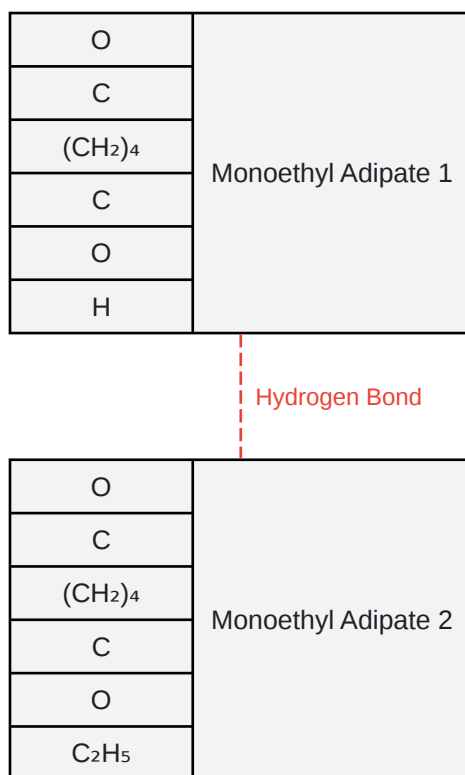 O
C
(CH₂)₄
C
O
H
Monoethyl Adipate 1
Hydrogen Bond
O
C
(CH₂)₄
C
O
C₂H₅
Monoethyl Adipate 2